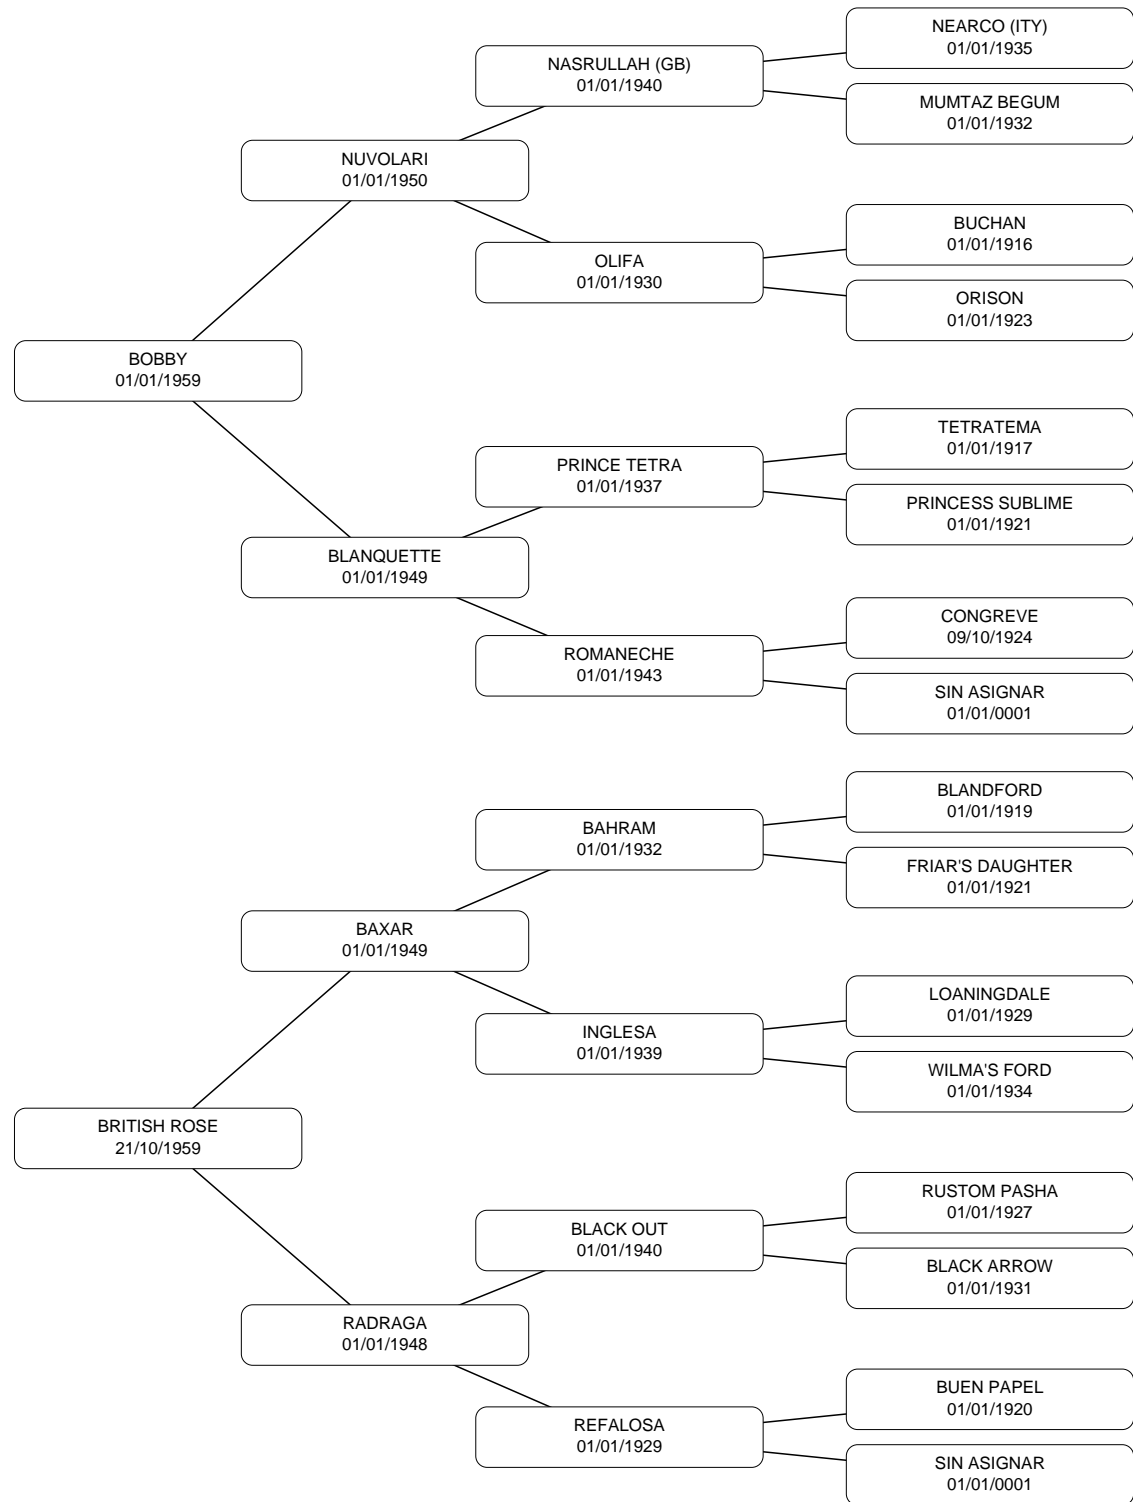 NEARCO (ITY)
01/01/1935
NASRULLAH (GB)
01/01/1940
MUMTAZ BEGUM
01/01/1932
NUVOLARI
01/01/1950
BUCHAN
01/01/1916
OLIFA
01/01/1930
ORISON
01/01/1923
BOBBY
01/01/1959
TETRATEMA
01/01/1917
PRINCE TETRA
01/01/1937
PRINCESS SUBLIME
01/01/1921
BLANQUETTE
01/01/1949
CONGREVE
09/10/1924
ROMANECHE
01/01/1943
SIN ASIGNAR
01/01/0001
BLANDFORD
01/01/1919
BAHRAM
01/01/1932
FRIAR'S DAUGHTER
01/01/1921
BAXAR
01/01/1949
LOANINGDALE
01/01/1929
INGLESA
01/01/1939
WILMA'S FORD
01/01/1934
BRITISH ROSE
21/10/1959
RUSTOM PASHA
01/01/1927
BLACK OUT
01/01/1940
BLACK ARROW
01/01/1931
RADRAGA
01/01/1948
BUEN PAPEL
01/01/1920
REFALOSA
01/01/1929
SIN ASIGNAR
01/01/0001